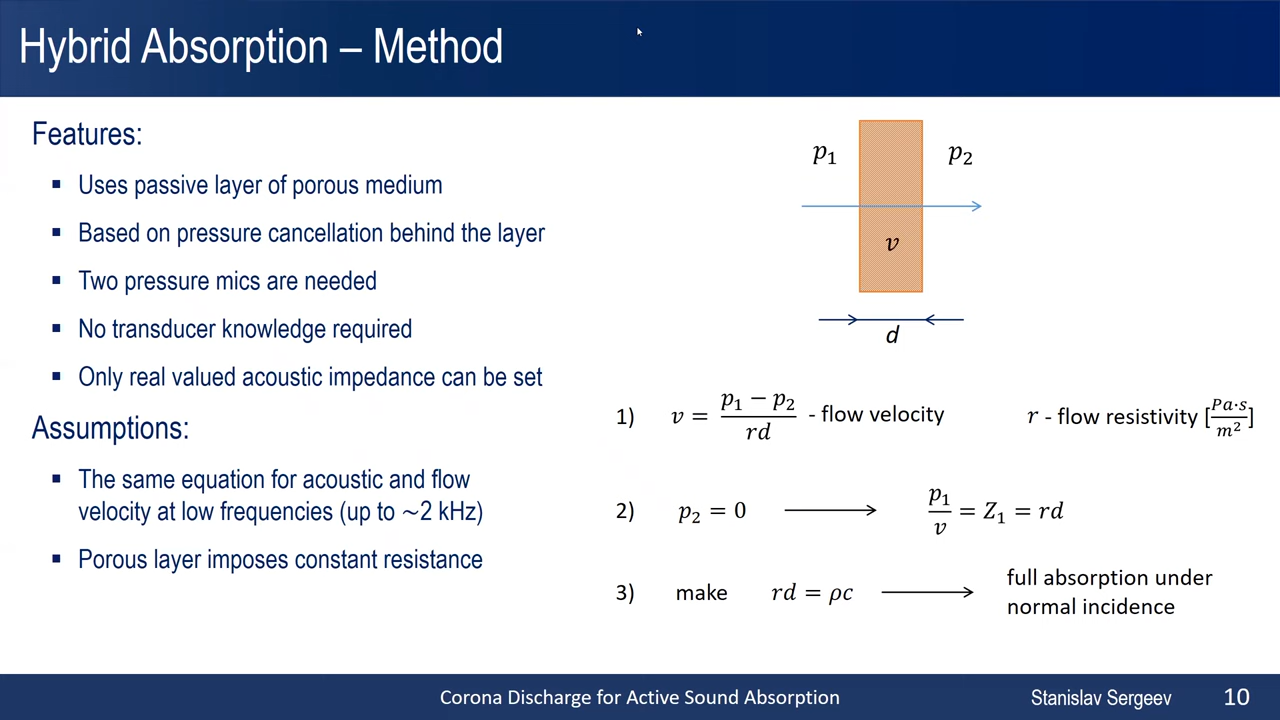 Hybrid Absorption – Method
Features:
▪ Uses passive layer of porous medium
▪ Based on pressure cancellation behind the layer
▪ Two pressure mics are needed
▪ No transducer knowledge required
▪ Only real valued acoustic impedance can be set
Assumptions:
▪ The same equation for acoustic and flow
velocity at low frequencies (up to ~2 kHz)
▪ Porous layer imposes constant resistance
p₁ p₂
v
d
1) v = (p₁ − p₂)/(rd) - flow velocity r - flow resistivity [Pa·s/m²]
2) p₂ = 0 ⟶ p₁/v = Z₁ = rd
3) make rd = ρc ⟶ full absorption under
normal incidence
Corona Discharge for Active Sound Absorption Stanislav Sergeev 10